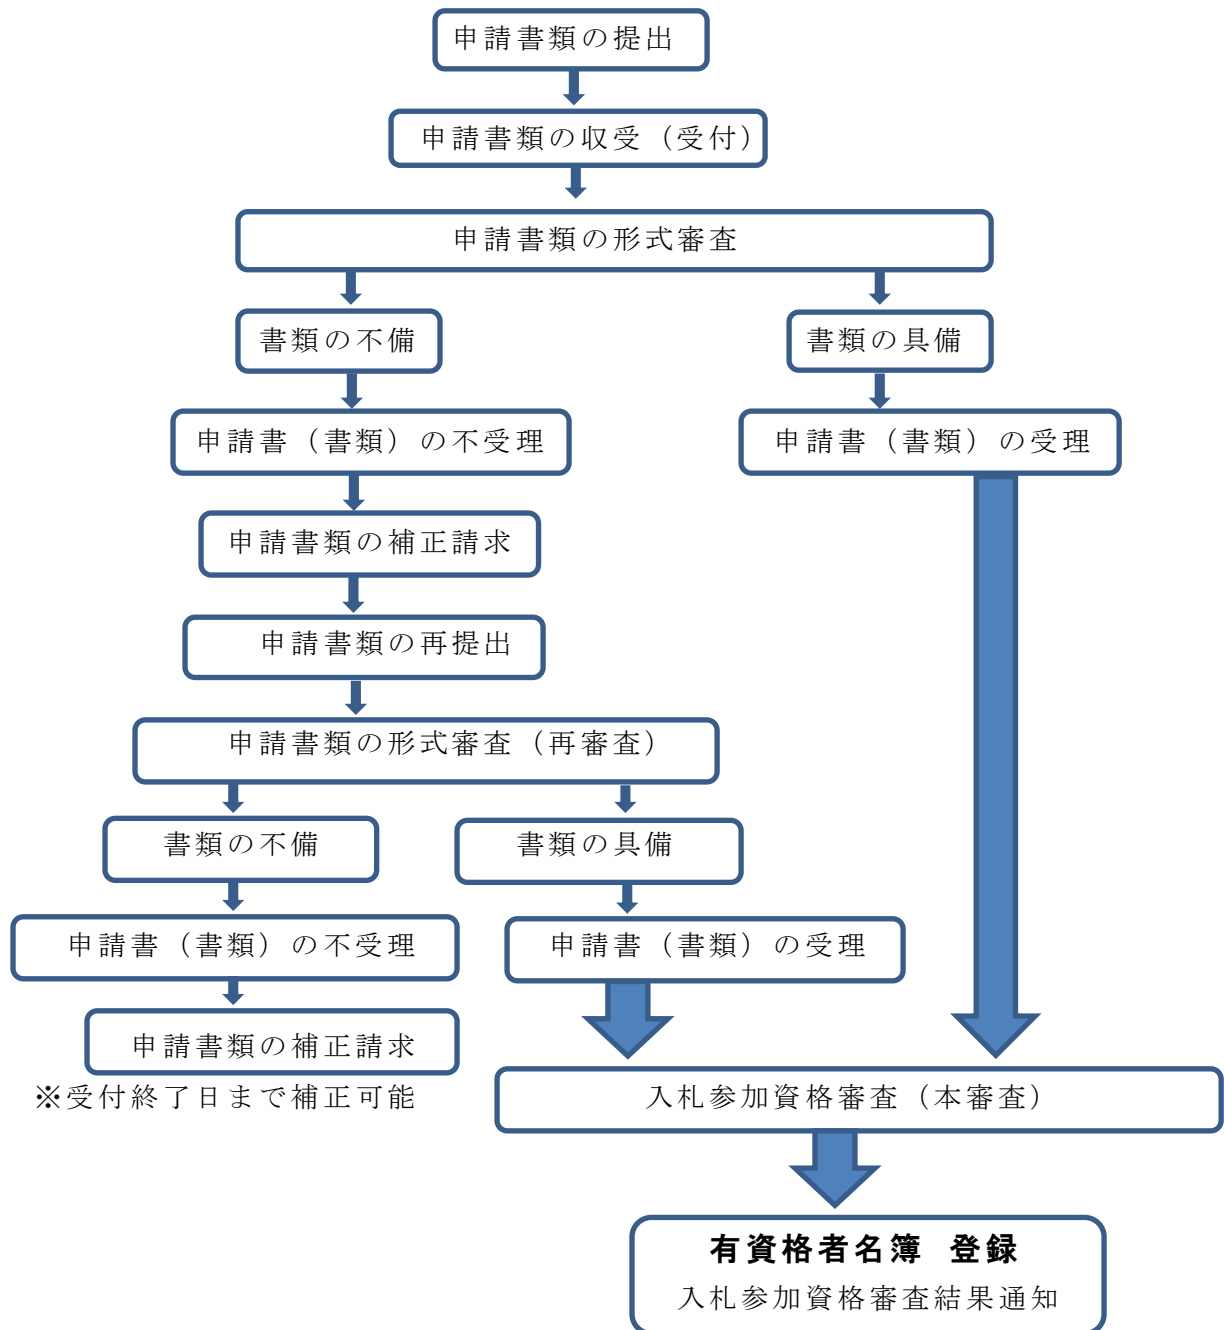 申請書類の提出
申請書類の収受（受付）
申請書類の形式審査
書類の不備
書類の具備
申請書（書類）の不受理
申請書（書類）の受理
申請書類の補正請求
申請書類の再提出
申請書類の形式審査（再審査）
書類の不備
書類の具備
申請書（書類）の不受理
申請書（書類）の受理
申請書類の補正請求
※受付終了日まで補正可能
入札参加資格審査（本審査）
有資格者名簿 登録
入札参加資格審査結果通知